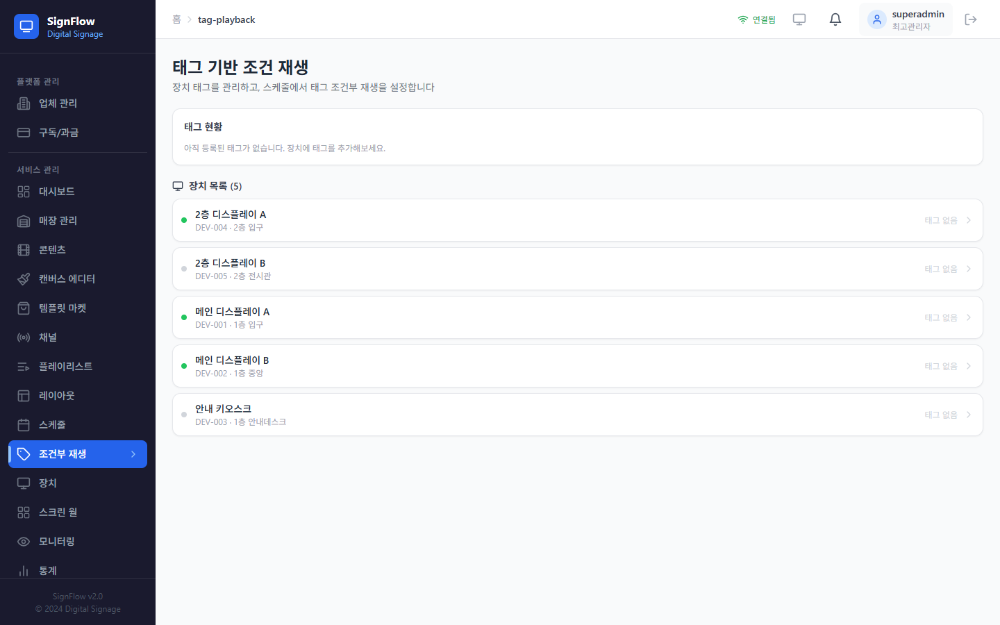 SignFlow
Digital Signage
플랫폼 관리
업체 관리
구독/과금
서비스 관리
대시보드
매장 관리
콘텐츠
캔버스 에디터
템플릿 마켓
채널
플레이리스트
레이아웃
스케줄
조건부 재생
장치
스크린 월
모니터링
통계
SignFlow v2.0
© 2024 Digital Signage
홈 tag-playback
연결됨
superadmin
최고관리자
태그 기반 조건 재생
장치 태그를 관리하고, 스케줄에서 태그 조건부 재생을 설정합니다
태그 현황
아직 등록된 태그가 없습니다. 장치에 태그를 추가해보세요.
장치 목록 (5)
2층 디스플레이 A
DEV-004 · 2층 입구
태그 없음
2층 디스플레이 B
DEV-005 · 2층 전시관
태그 없음
메인 디스플레이 A
DEV-001 · 1층 입구
태그 없음
메인 디스플레이 B
DEV-002 · 1층 중앙
태그 없음
안내 키오스크
DEV-003 · 1층 안내데스크
태그 없음